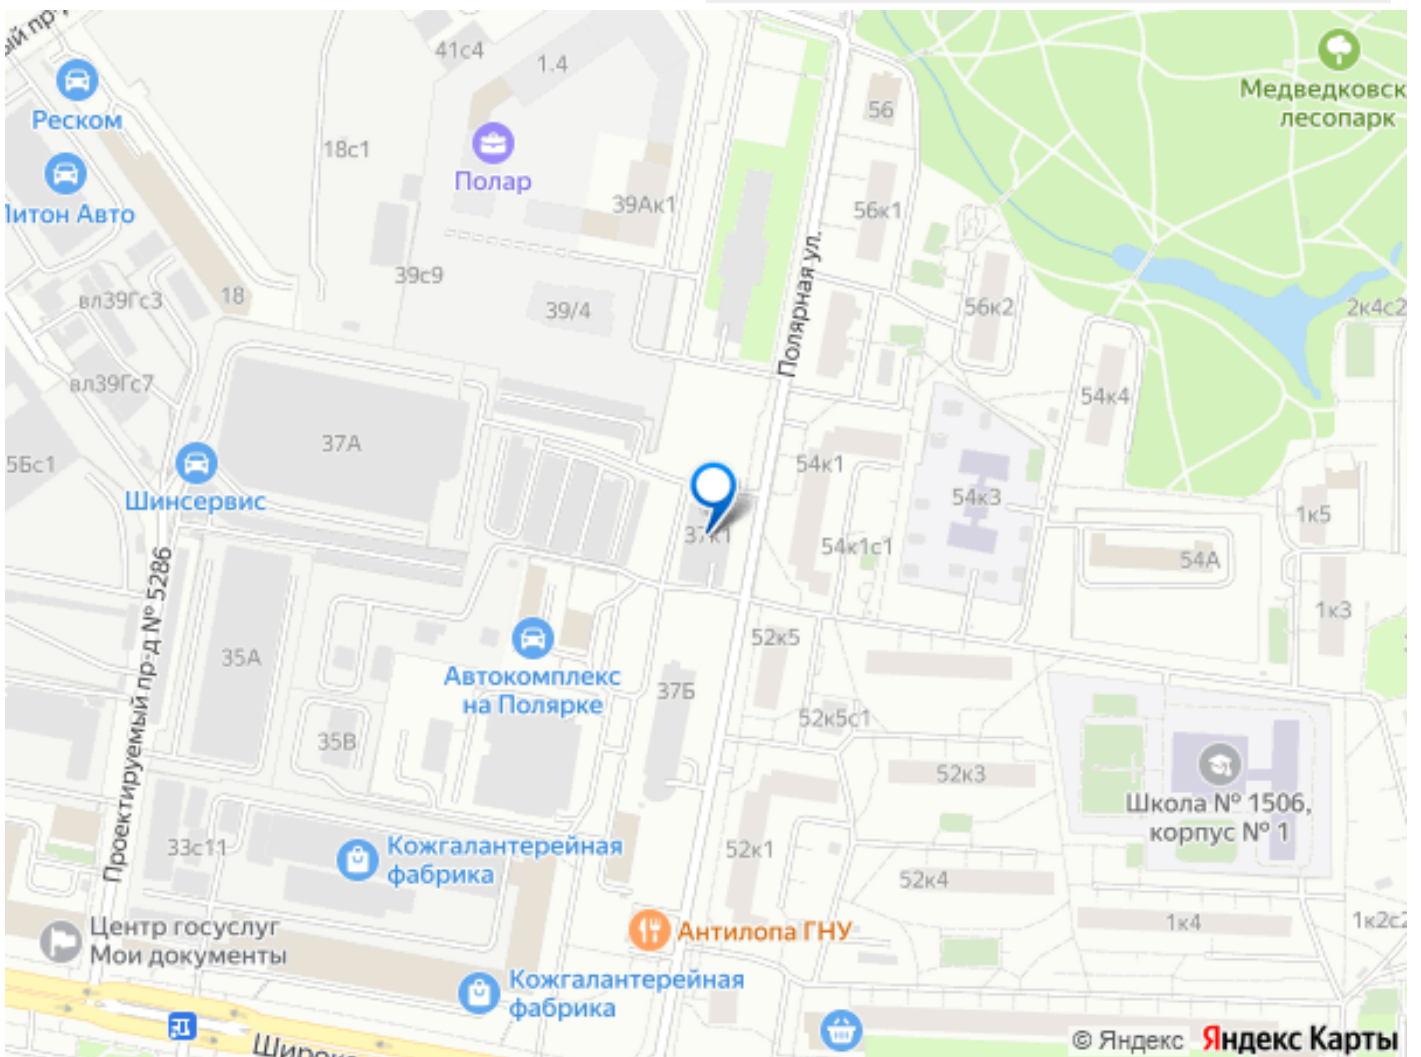 41с4
1.4
56
Реском
Медведковск
лесопарк
18с1
Полар
39Ак1
56к1
Питон Авто
Полярная ул.
39с9
вл39Гс3
18
39/4
56к2
2к4с2
вл39Гс7
54к4
37А
5Бс1
54к1
Шинсервис
54к3
1к5
37к1
54к1с1
54А
Проектируемый пр-д № 5286
1к3
52к5
35А
Автокомплекс
на Полярке
37Б
52к5с1
35В
52к3
Школа № 1506,
корпус № 1
33с11
Кожгалантерейная
фабрика
52к1
52к4
1к4
1к2с2
Центр госуслуг
Мои документы
Антилопа ГНУ
Кожгалантерейная
фабрика
Широк
© Яндекс Яндекс Карты